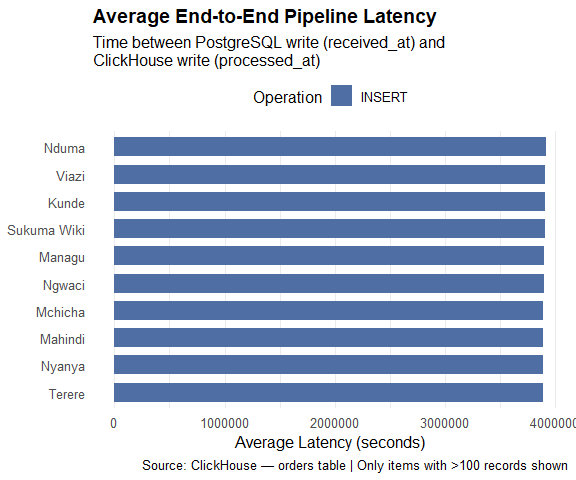 Average End-to-End Pipeline Latency
Time between PostgreSQL write (received_at) and
ClickHouse write (processed_at)
Operation INSERT
Nduma
Viazi
Kunde
Sukuma Wiki
Managu
Ngwaci
Mchicha
Mahindi
Nyanya
Terere
0 1000000 2000000 3000000 4000000
Average Latency (seconds)
Source: ClickHouse — orders table | Only items with >100 records shown